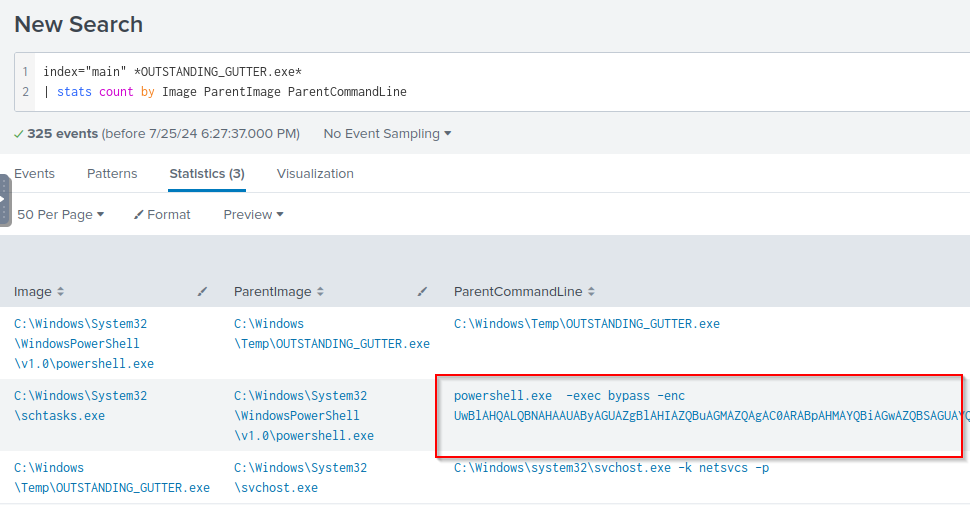 New Search
1 index="main" *OUTSTANDING_GUTTER.exe*
2 | stats count by Image ParentImage ParentCommandLine
325 events (before 7/25/24 6:27:37.000 PM) No Event Sampling
Events Patterns Statistics (3) Visualization
50 Per Page Format Preview
Image ParentImage ParentCommandLine
C:\Windows\System32 C:\Windows C:\Windows\Temp\OUTSTANDING_GUTTER.exe
\WindowsPowerShell \Temp\OUTSTANDING_GUTTER.exe
\v1.0\powershell.exe
C:\Windows\System32 C:\Windows\System32 powershell.exe -exec bypass -enc
\schtasks.exe \WindowsPowerShell UwBlAHQALQBNAHAAUAByAGUAZgBlAHIAZQBuAGMAZQAgAC0ARABpAHMAYQBiAGwAZQBSAGUAYQ
\v1.0\powershell.exe
C:\Windows C:\Windows\System32 C:\Windows\system32\svchost.exe -k netsvcs -p
\Temp\OUTSTANDING_GUTTER.exe \svchost.exe